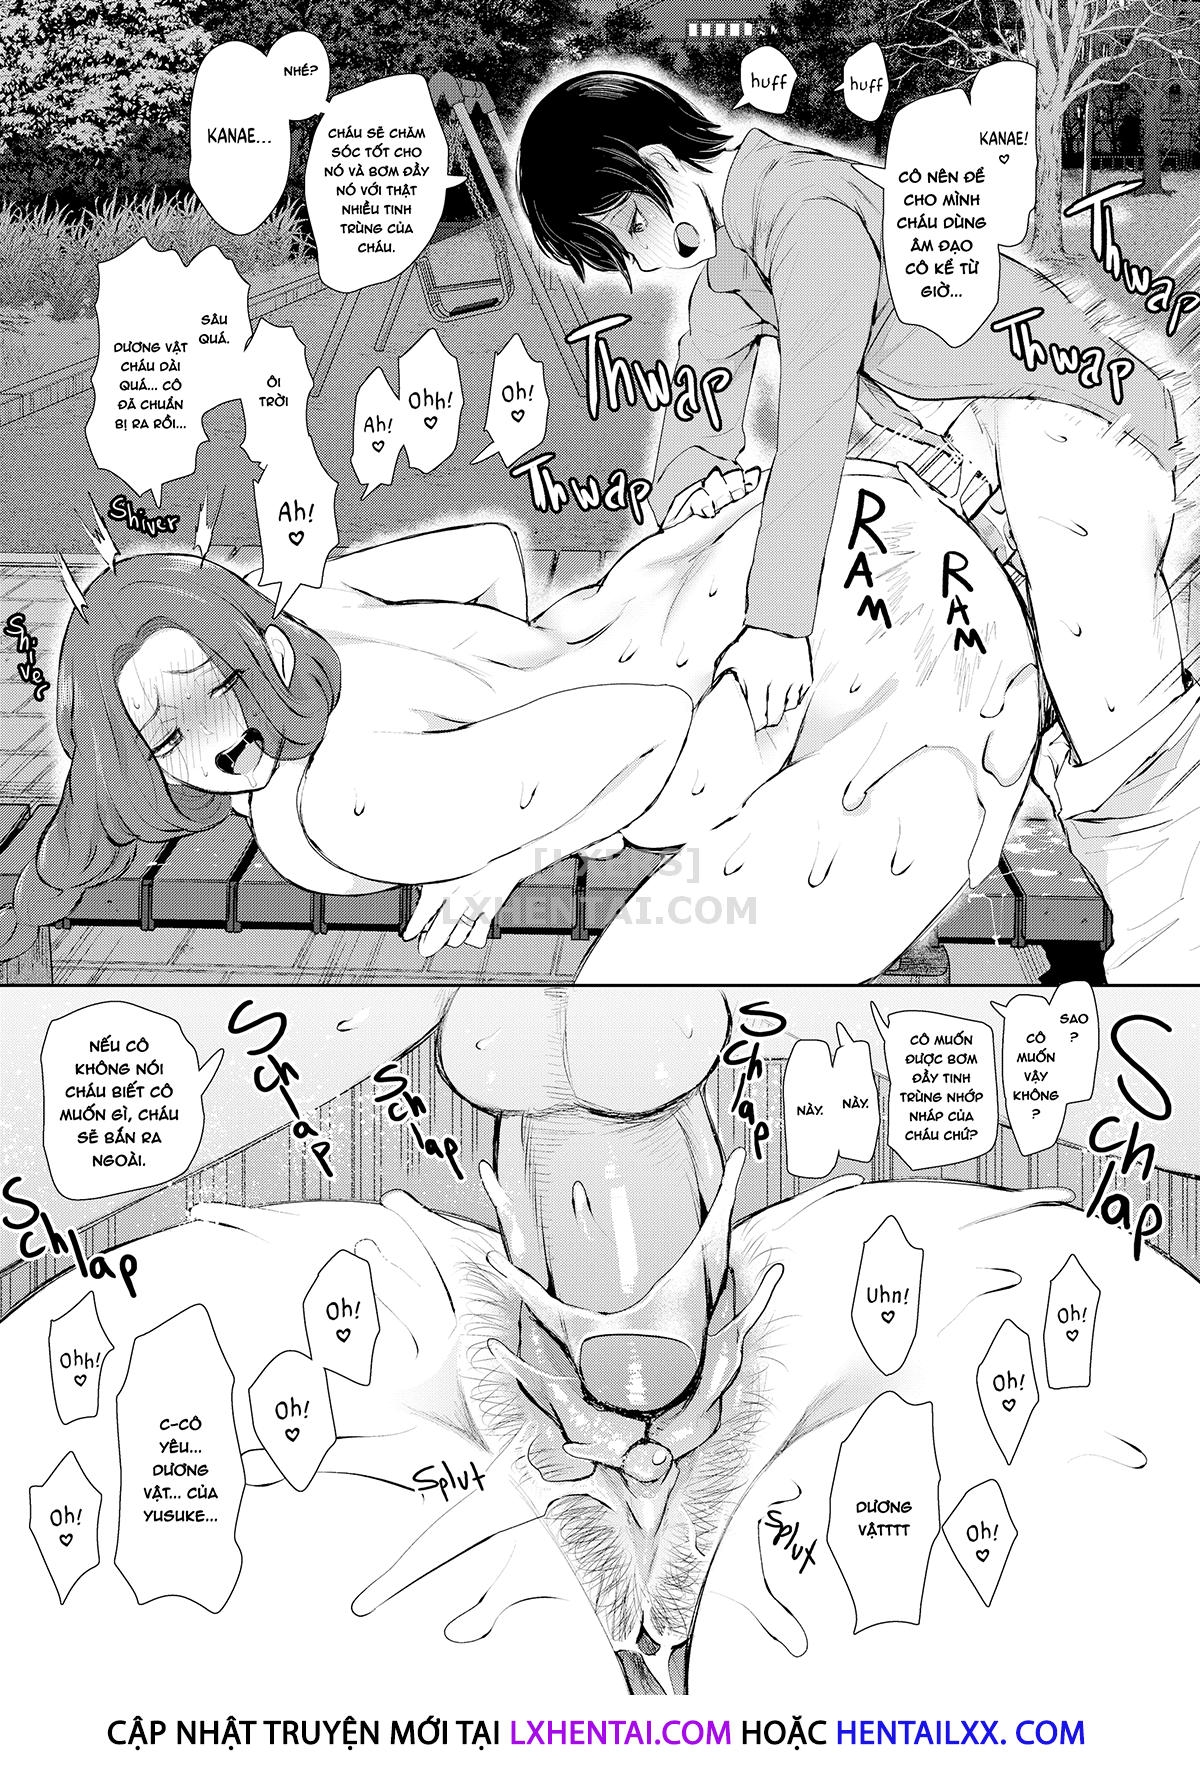 KANAE!
♡
CÔ NÊN ĐỂ
CHO MÌNH
CHÁU DÙNG
ÂM ĐẠO
CÔ KỂ TỪ
GIỜ...
huff
huff
CHÁU SẼ CHĂM
SÓC TỐT CHO
NÓ VÀ BƠM ĐẦY
NÓ VỚI THẬT
NHIỀU TINH
TRÙNG CỦA
CHÁU.
NHÉ?
KANAE...
Thwap
Thwap
Thwap
Thwap
RAM
RAM
Oh!
♡
Ohh!
♡
Ah!
♡
ÔI
TRỜI
Ah!
♡
SÂU
QUÁ.
DƯƠNG VẬT
CHÁU DÀI
QUÁ... CÔ
ĐÃ CHUẨN
BỊ RA RỒI...
Shiver
Shiver
[LXERS]
LXHENTAI.COM
SAO
?
CÔ
MUỐN
VẬY
KHÔNG
?
CÔ MUỐN
ĐƯỢC BƠM
ĐẦY TINH
TRÙNG NHỚP
NHÁP CỦA
CHÁU CHỨ?
NÀY.
NÀY.
NẾU CÔ
KHÔNG NÓI
CHÁU BIẾT CÔ
MUỐN GÌ, CHÁU
SẼ BẮN RA
NGOÀI.
Schlap
Schlap
Schlap
Schlap
Schlap
Oh!
♡
Oh!
♡
Uhn!
♡
DƯƠNG
VẬTTTT
Oh!
♡
Oh!
♡
Oh!
♡
C-CÔ
YÊU...
DƯƠNG
VẬT... CỦA
YUSUKE...
Ohh!
♡
Oh!
♡
Splut
Splut
CẬP NHẬT TRUYỆN MỚI TẠI LXHENTAI.COM HOẶC HENTAILXX. COM